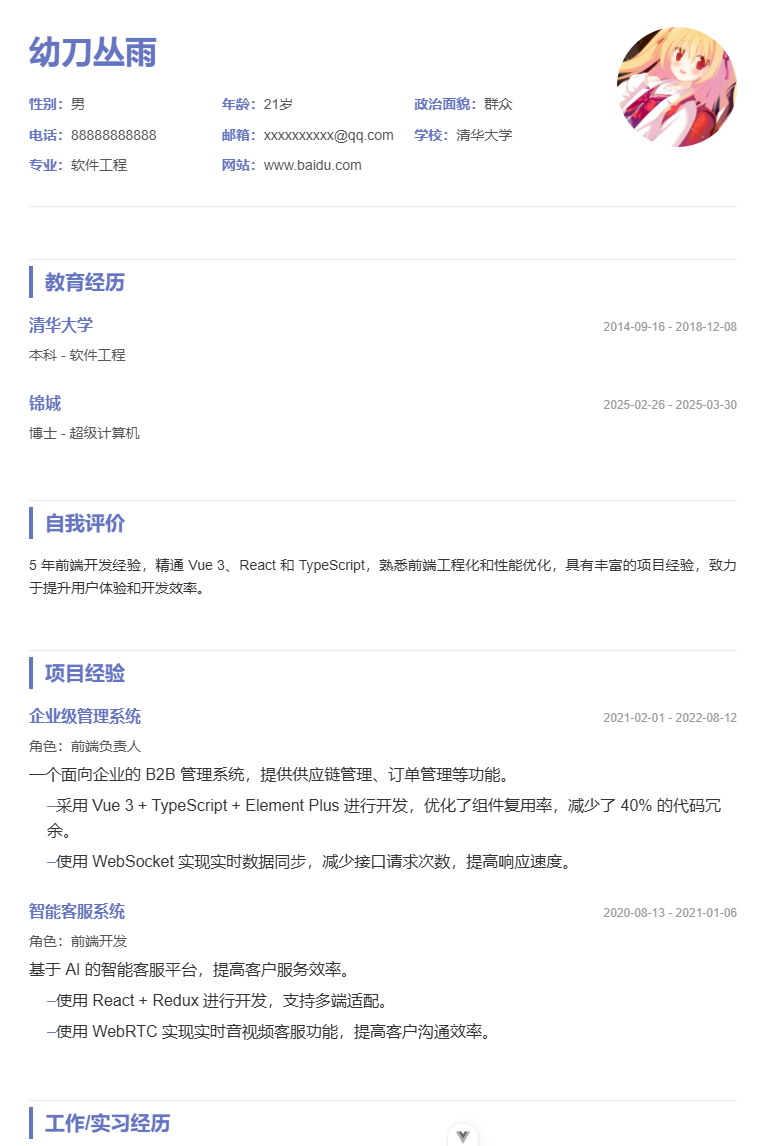 幼刀丛雨
性别：男 年龄：21岁 政治面貌：群众
电话：88888888888 邮箱：xxxxxxxxxx@qq.com 学校：清华大学
专业：软件工程 网站：www.baidu.com
教育经历
清华大学 2014-09-16 - 2018-12-08
本科 - 软件工程
锦城 2025-02-26 - 2025-03-30
博士 - 超级计算机
自我评价
5 年前端开发经验，精通 Vue 3、React 和 TypeScript，熟悉前端工程化和性能优化，具有丰富的项目经验，致力
于提升用户体验和开发效率。
项目经验
企业级管理系统 2021-02-01 - 2022-08-12
角色：前端负责人
一个面向企业的 B2B 管理系统，提供供应链管理、订单管理等功能。
–采用 Vue 3 + TypeScript + Element Plus 进行开发，优化了组件复用率，减少了 40% 的代码冗
余。
–使用 WebSocket 实现实时数据同步，减少接口请求次数，提高响应速度。
智能客服系统 2020-08-13 - 2021-01-06
角色：前端开发
基于 AI 的智能客服平台，提高客户服务效率。
–使用 React + Redux 进行开发，支持多端适配。
–使用 WebRTC 实现实时音视频客服功能，提高客户沟通效率。
工作/实习经历